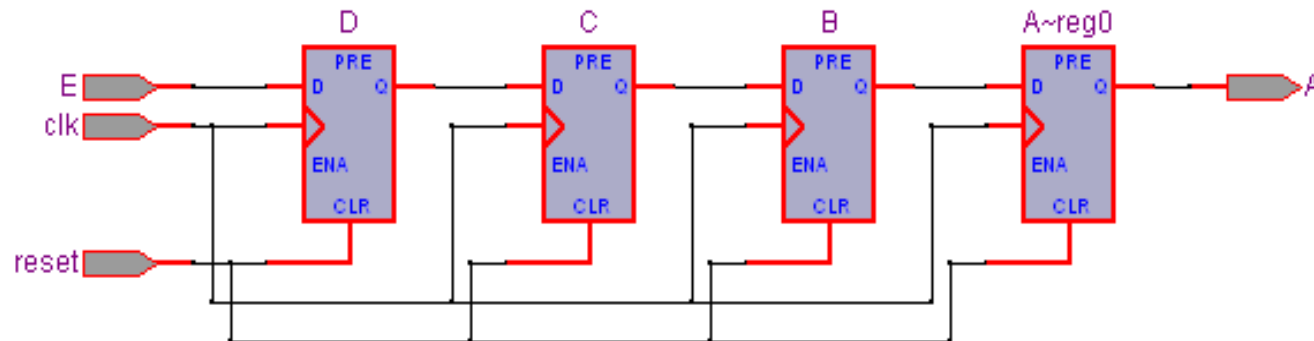 D C B A~reg0
PRE PRE PRE PRE
E D Q D Q D Q D Q A
clk
ENA ENA ENA ENA
CLR CLR CLR CLR
reset